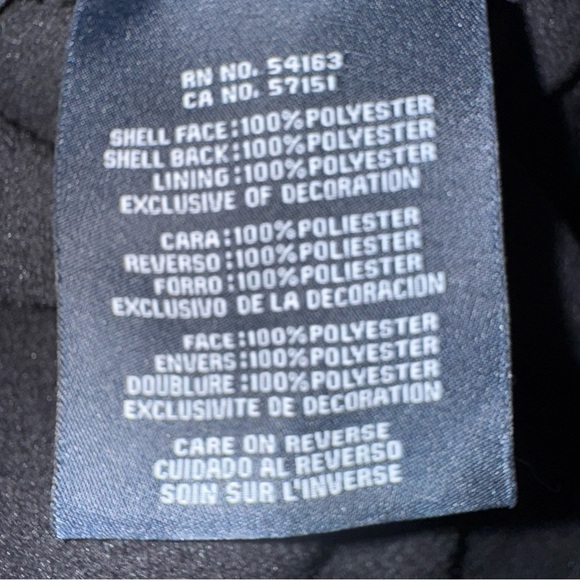 RN NO. 54163
CA NO. 57151
SHELL FACE:100%POLYESTER
SHELL BACK:100%POLYESTER
LINING:100%POLYESTER
EXCLUSIVE OF DECORATION
CARA:100%POLIESTER
REVERSO:100%POLIESTER
FORRO:100%POLIESTER
EXCLUSIVO DE LA DECORACION
FACE:100%POLYESTER
ENVERS:100%POLYESTER
DOUBLURE:100%POLYESTER
EXCLUSIVITE DE DECORATION
CARE ON REVERSE
CUIDADO AL REVERSO
SOIN SUR L'INVERSE